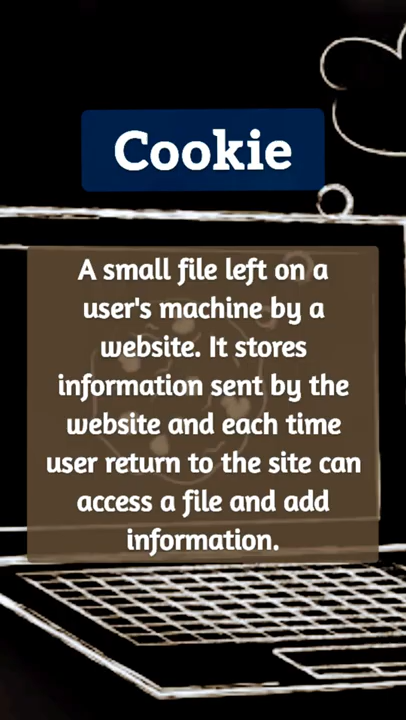 Cookie
A small file left on a
user's machine by a
website. It stores
information sent by the
website and each time
user return to the site can
access a file and add
information.